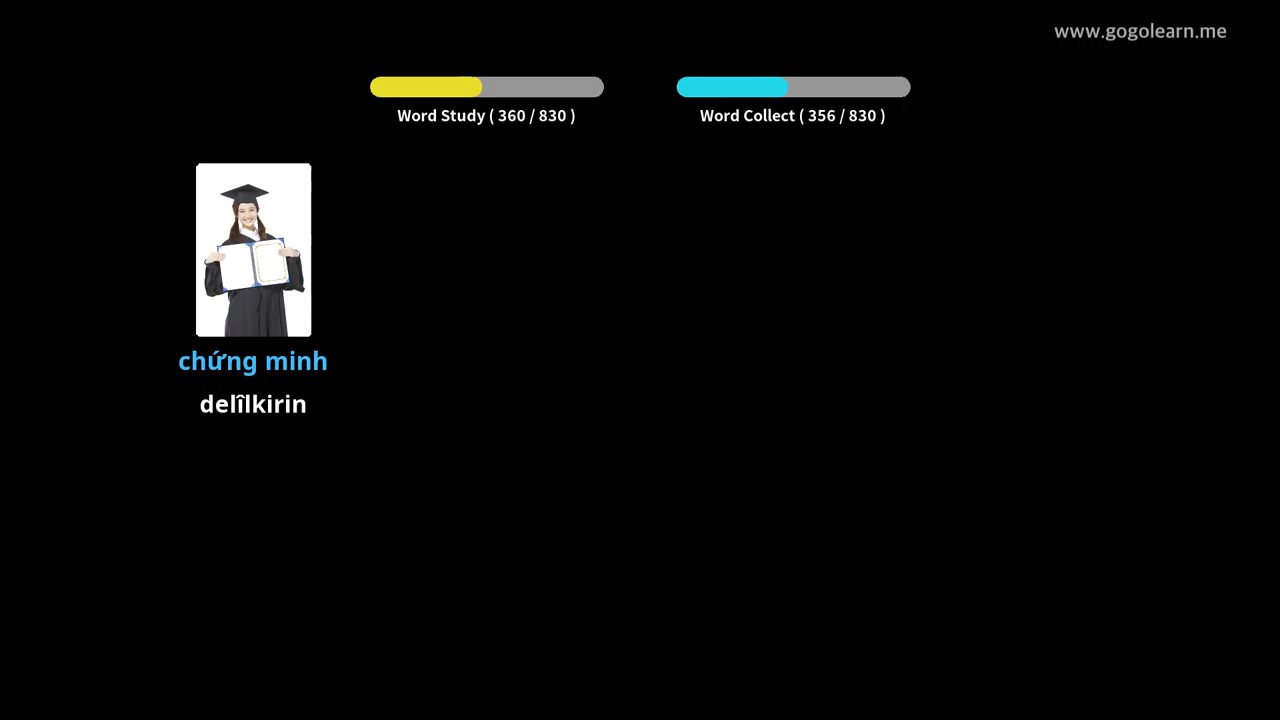 www.gogolearn.me
Word Study ( 360 / 830 )
Word Collect ( 356 / 830 )
chứng minh
delîlkirin